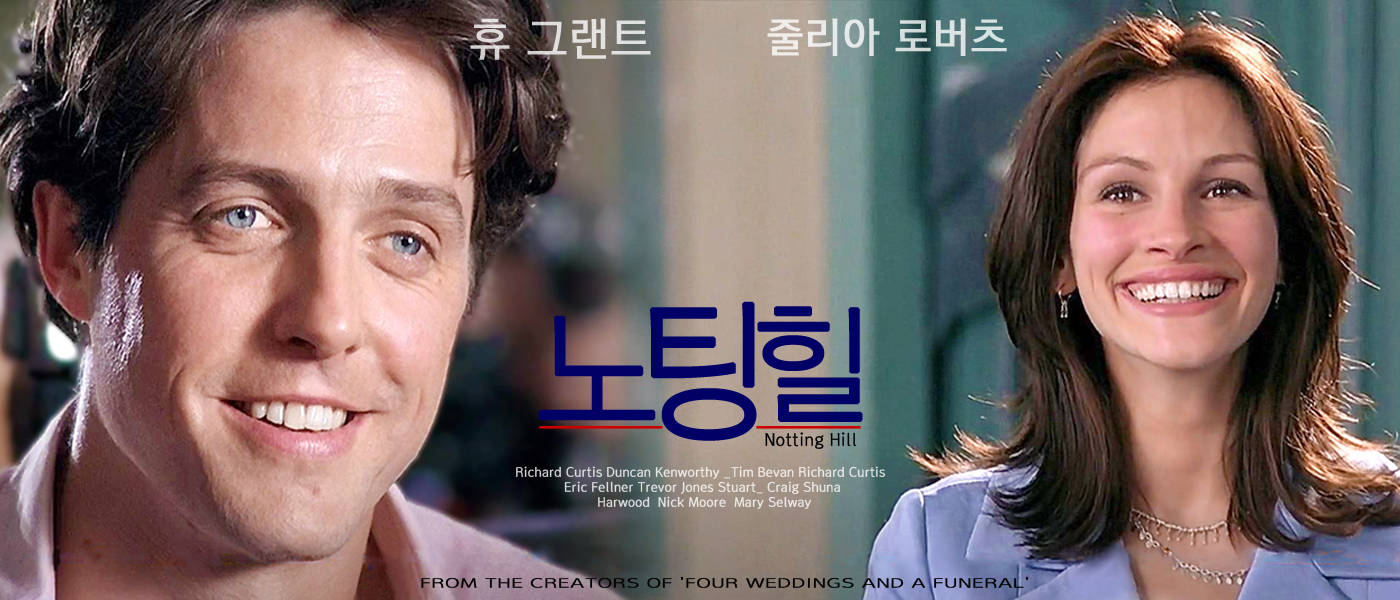 휴 그랜트 줄리아 로버츠
노팅힐
Notting Hill
Richard Curtis Duncan Kenworthy _Tim Bevan Richard Curtis
Eric Fellner Trevor Jones Stuart_ Craig Shuna
Harwood Nick Moore Mary Selway
FROM THE CREATORS OF 'FOUR WEDDINGS AND A FUNERAL'